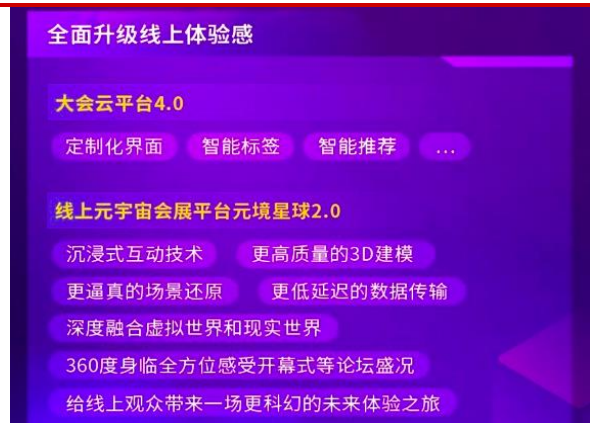 全面升级线上体验感
大会云平台4.0
定制化界面 智能标签 智能推荐 ...
线上元宇宙会展平台元境星球2.0
沉浸式互动技术 更高质量的3D建模
更逼真的场景还原 更低延迟的数据传输
深度融合虚拟世界和现实世界
360度身临全方位感受开幕式等论坛盛况
给线上观众带来一场更科幻的未来体验之旅